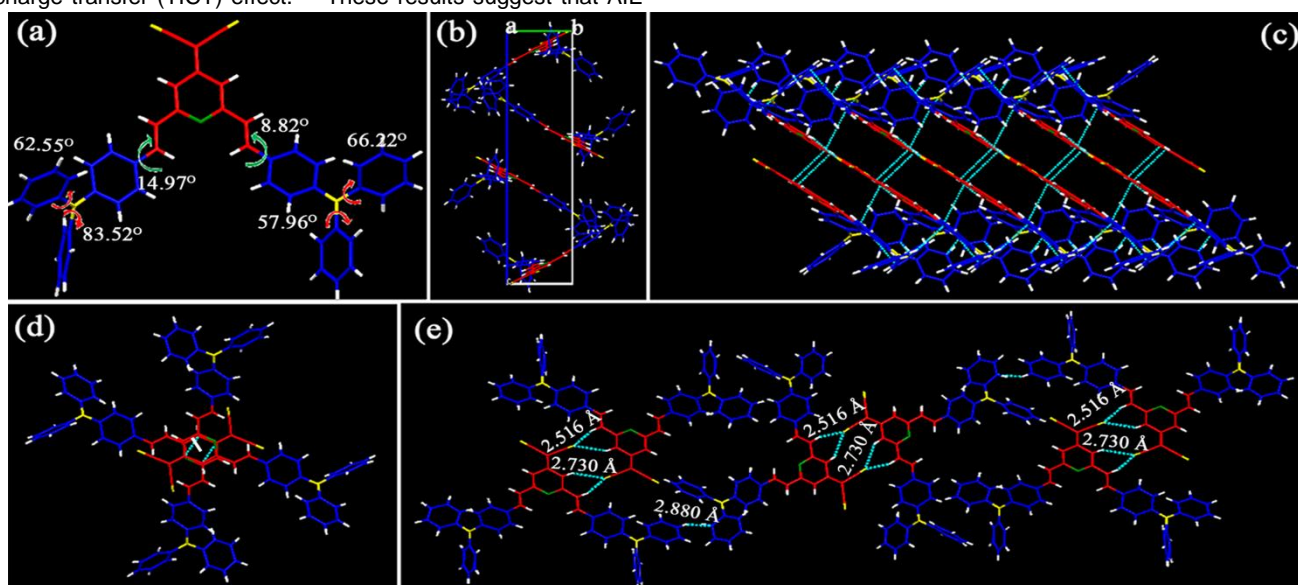 charge transfer (TICT) effect. These results suggest that AIE
(a)
62.55°
14.97°
83.52°
8.82°
66.22°
57.96°
(b)
a
b
(c)
(d)
(e)
2.516 Å
2.730 Å
2.880 Å
2.516 Å
2.730 Å
2.516 Å
2.730 Å